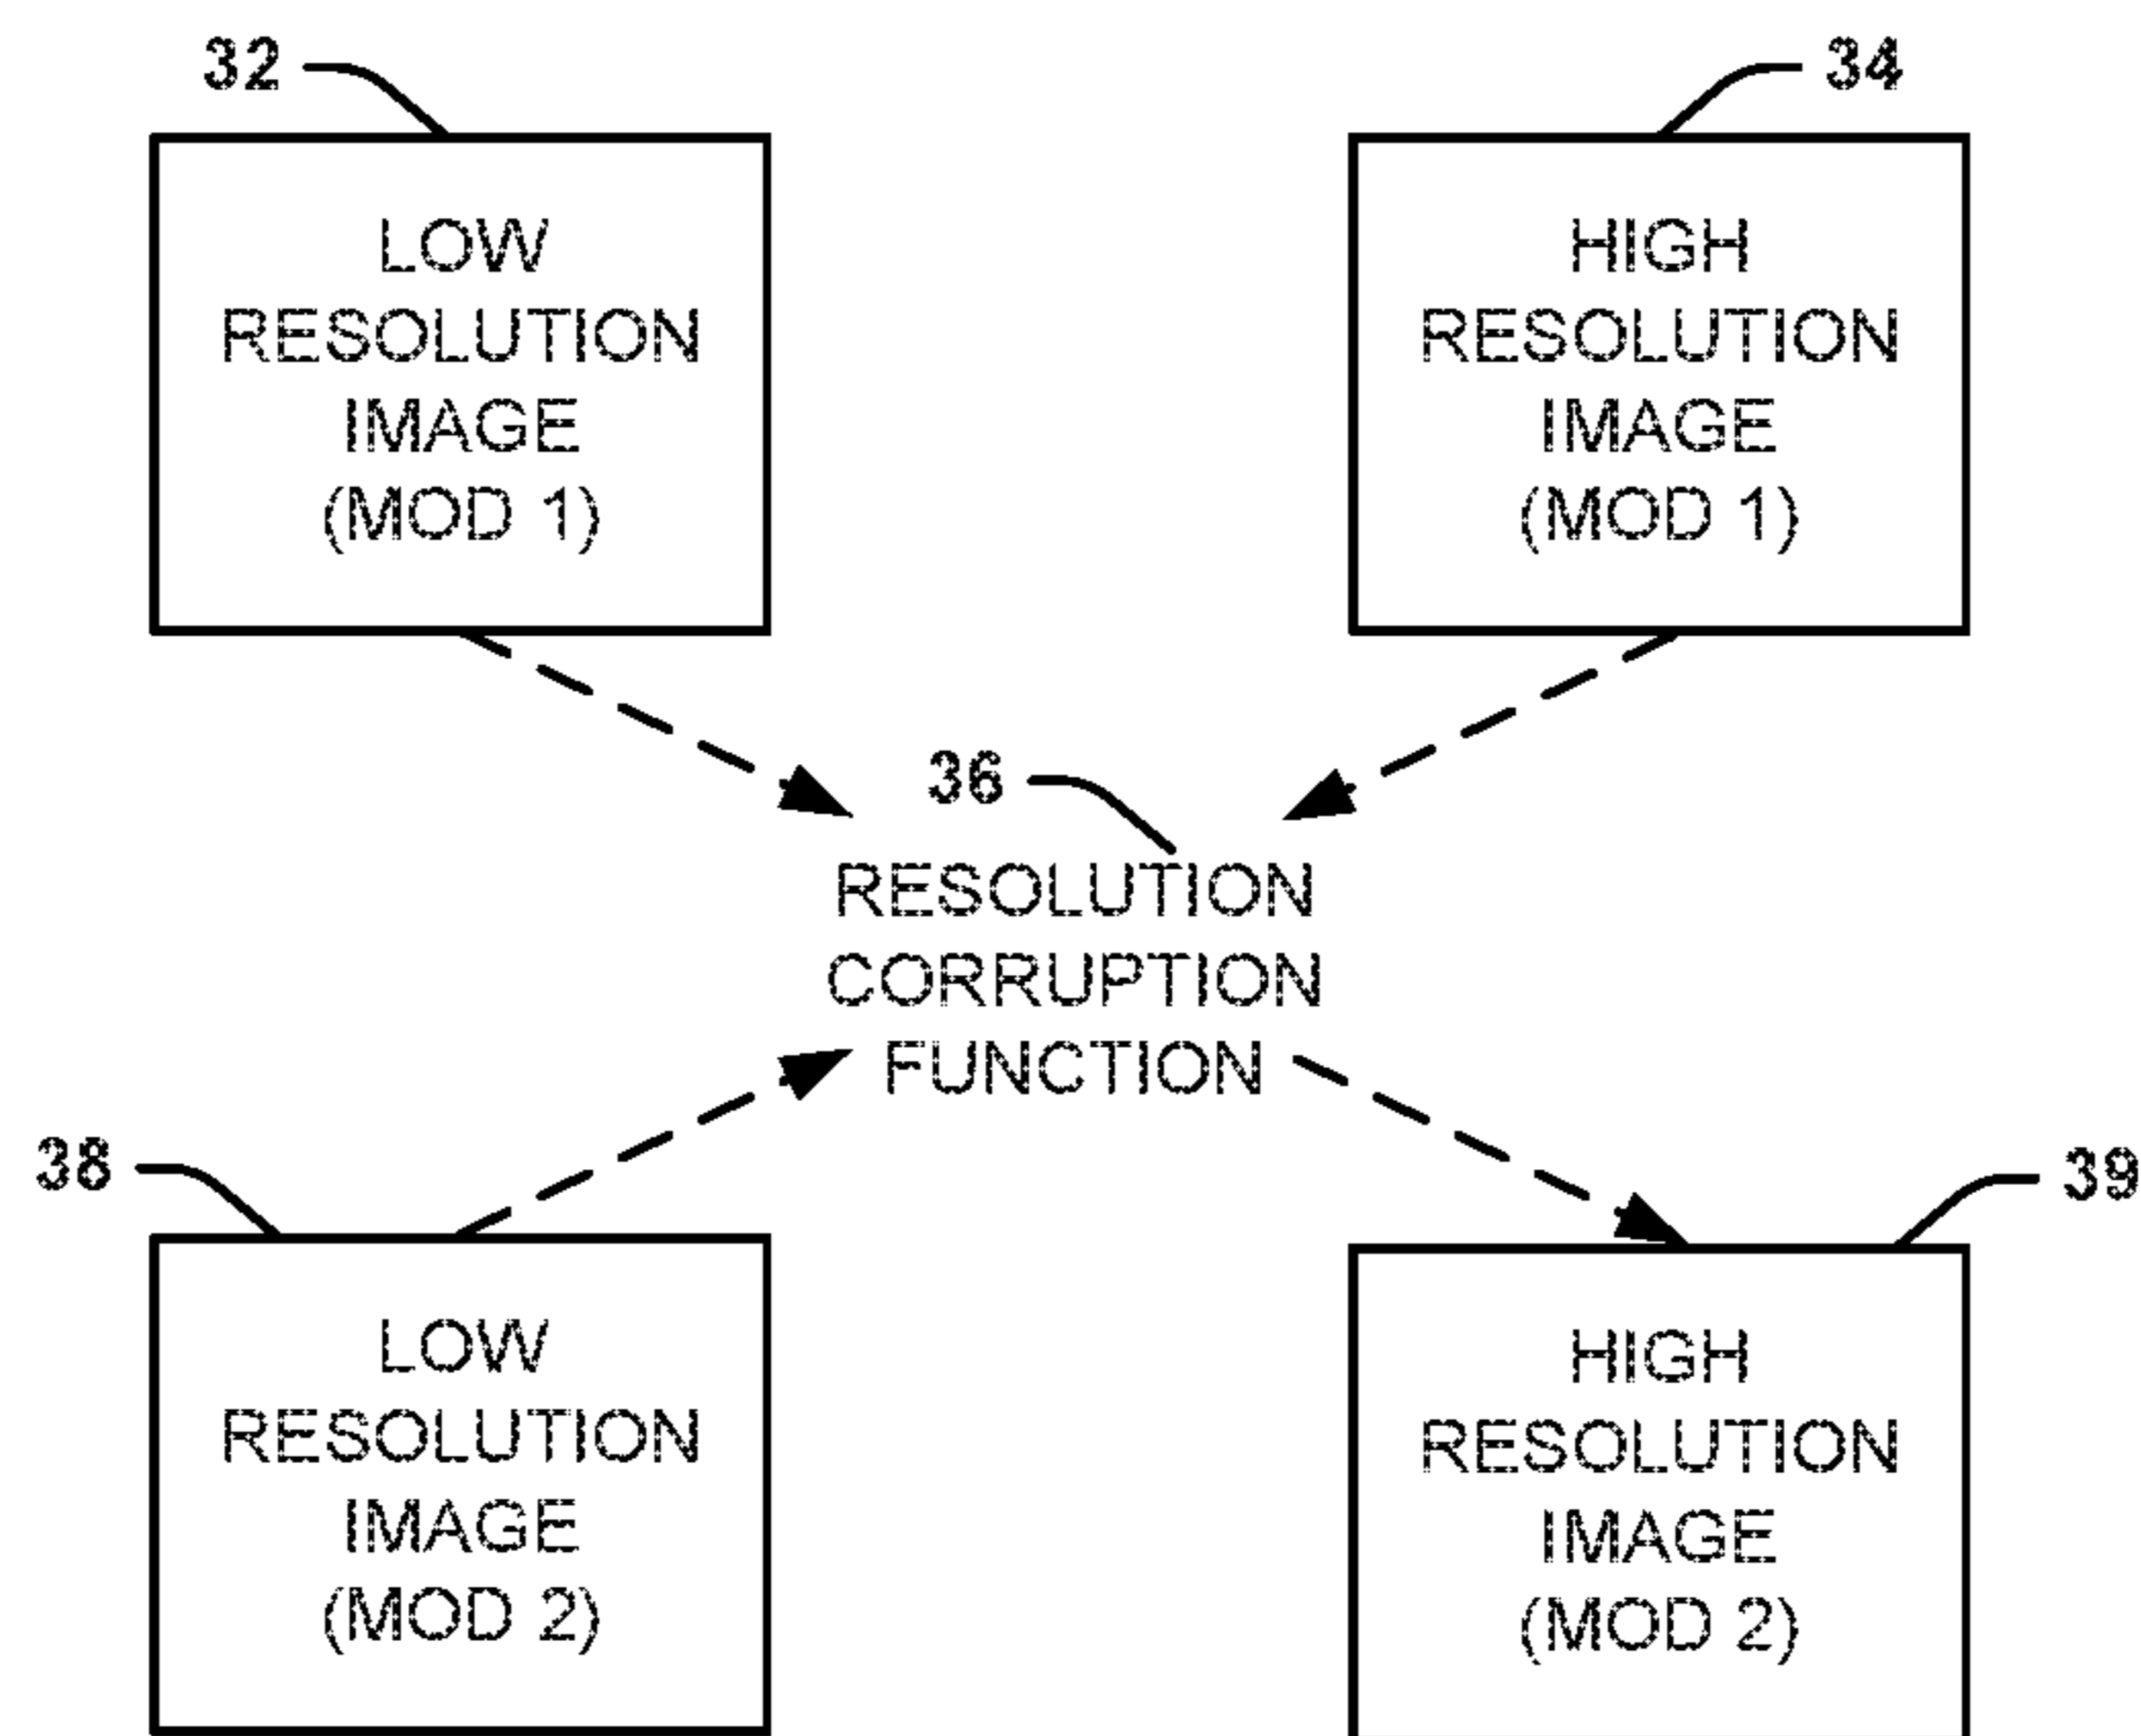 32
LOW
RESOLUTION
IMAGE
(MOD 1)
34
HIGH
RESOLUTION
IMAGE
(MOD 1)
36
RESOLUTION
CORRUPTION
FUNCTION
38
LOW
RESOLUTION
IMAGE
(MOD 2)
39
HIGH
RESOLUTION
IMAGE
(MOD 2)